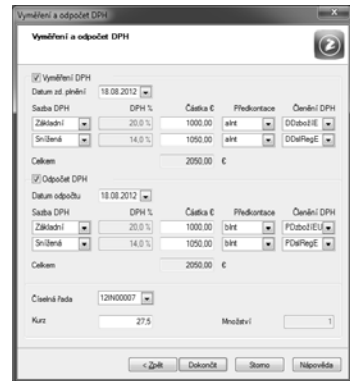 Vyměření a odpočet DPH
Vyměření a odpočet DPH
Vyměření DPH
Datum zd. plnění 18.08.2012
Sazba DPH DPH % Částka € Předkontace Členění DPH
Základní 20,0 % 1000,00 aInt DDzbožíE
Snížená 14,0 % 1050,00 aInt DDslRegE
Celkem 2050,00 €
Odpočet DPH
Datum odpočtu 18.08.2012
Sazba DPH DPH % Částka € Předkontace Členění DPH
Základní 20,0 % 1000,00 bInt PDzbožíEU
Snížená 14,0 % 1050,00 bInt PDslRegE
Celkem 2050,00 €
Číselná řada 12IN00007
Kurz 27,5 Množství 1
< Zpět Dokončit Storno Nápověda